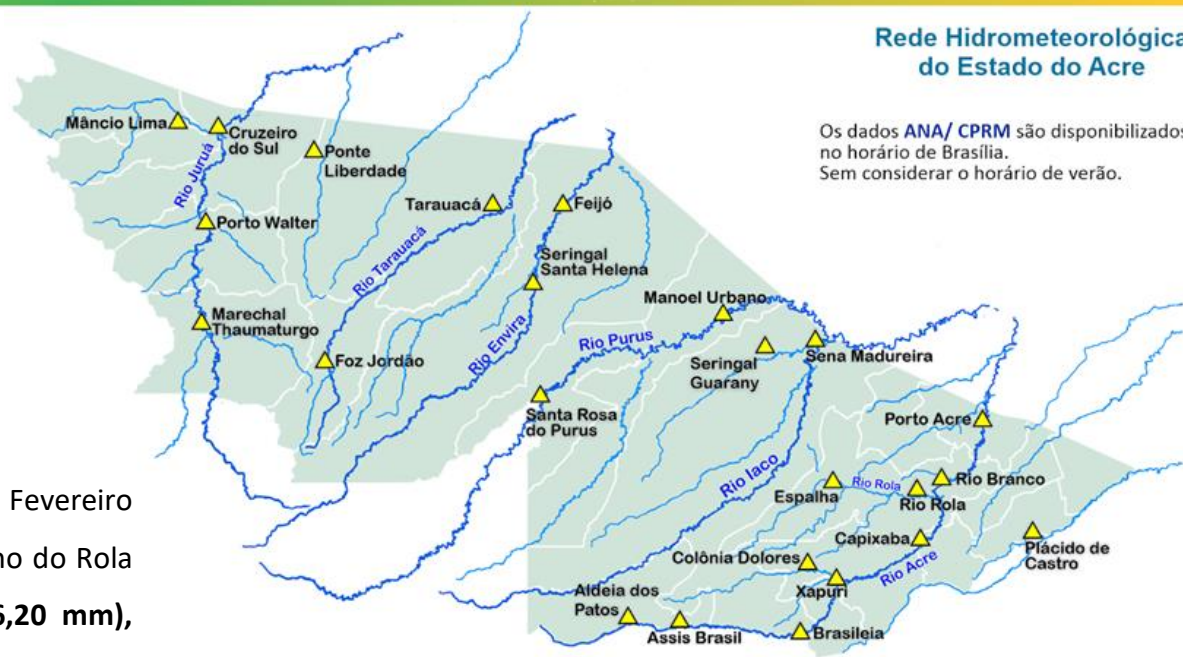 Rede Hidrometeorológica
do Estado do Acre
Os dados ANA/ CPRM são disponibilizados
no horário de Brasília.
Sem considerar o horário de verão.
Mâncio Lima
Cruzeiro
do Sul
Ponte
Liberdade
Rio Juruá
Porto Walter
Tarauacá
Feijó
Rio Tarauacá
Seringal
Santa Helena
Marechal
Thaumaturgo
Foz Jordão
Rio Envira
Manoel Urbano
Rio Purus
Seringal
Guarany
Sena Madureira
Santa Rosa
do Purus
Porto Acre
Rio Iaco
Espalha
Rio Rola
Rio Rola
Rio Branco
Capixaba
Plácido de
Castro
Colônia Dolores
Rio Acre
Xapuri
Aldeia dos
Patos
Assis Brasil
Brasileia
Fevereiro
do Rola
6,20 mm),